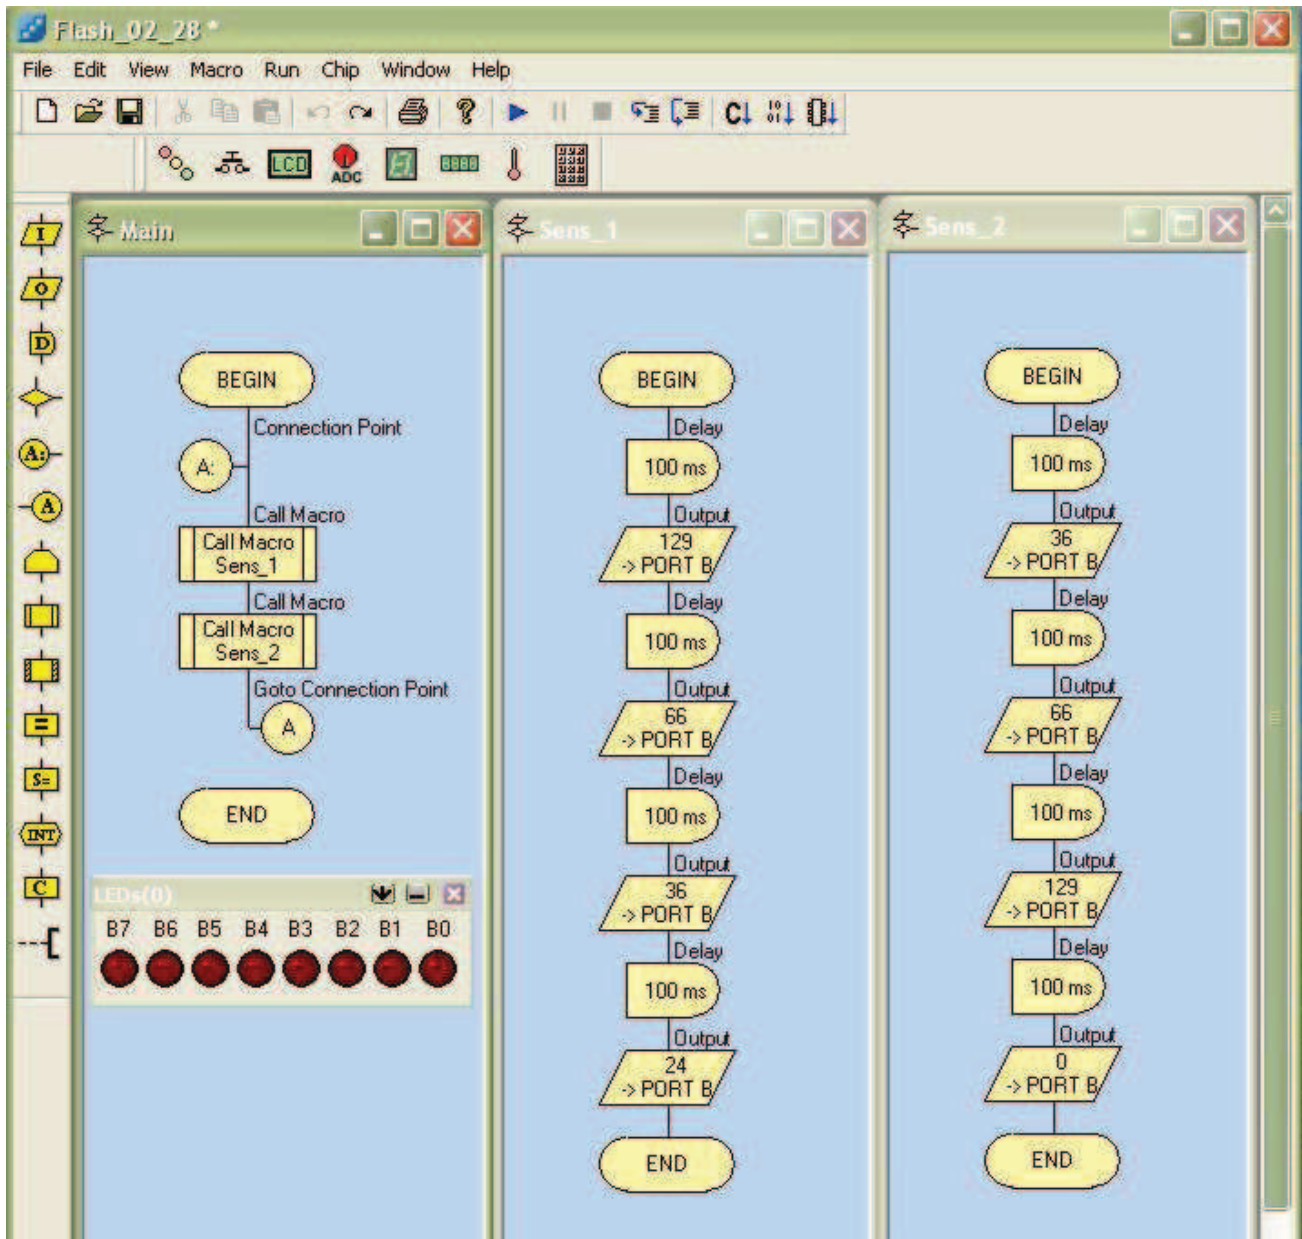 Flash_02_28 *
File Edit View Macro Run Chip Window Help
C 10 01
LCD ADC 8888
I
O
D
A:
A
=
S=
INT
C
Main
BEGIN
Connection Point
A:
Call Macro
Call Macro
Sens_1
Call Macro
Call Macro
Sens_2
Goto Connection Point
A
END
LEDs(0)
B7 B6 B5 B4 B3 B2 B1 B0
Sens_1
BEGIN
Delay
100 ms
Output
129
-> PORT B
Delay
100 ms
Output
66
-> PORT B
Delay
100 ms
Output
36
-> PORT B
Delay
100 ms
Output
24
-> PORT B
END
Sens_2
BEGIN
Delay
100 ms
Output
36
-> PORT B
Delay
100 ms
Output
66
-> PORT B
Delay
100 ms
Output
129
-> PORT B
Delay
100 ms
Output
0
-> PORT B
END